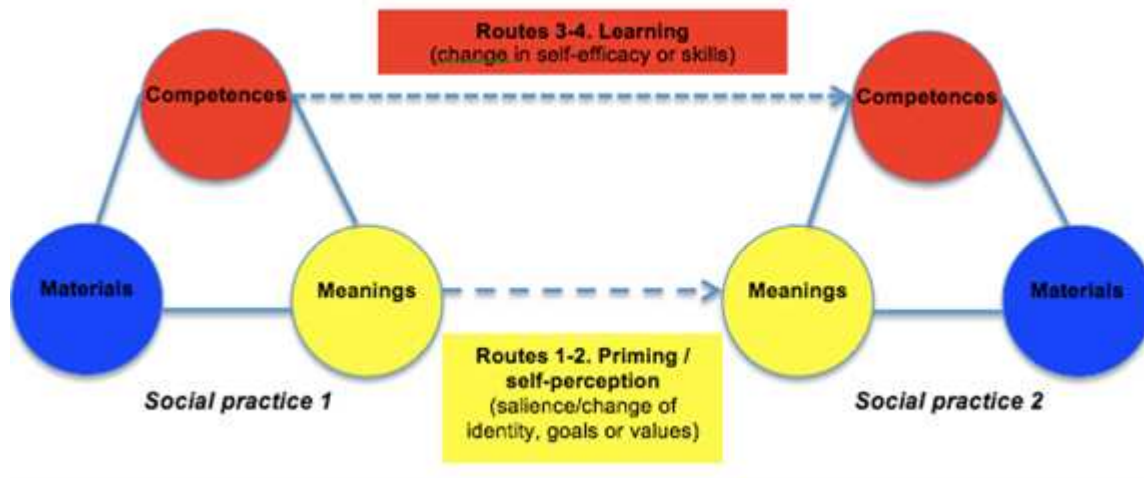 Routes 3-4. Learning
(change in self-efficacy or skills)
Competences
Competences
Materials
Meanings
Meanings
Materials
Routes 1-2. Priming /
self-perception
(salience/change of
identity, goals or values)
Social practice 1
Social practice 2